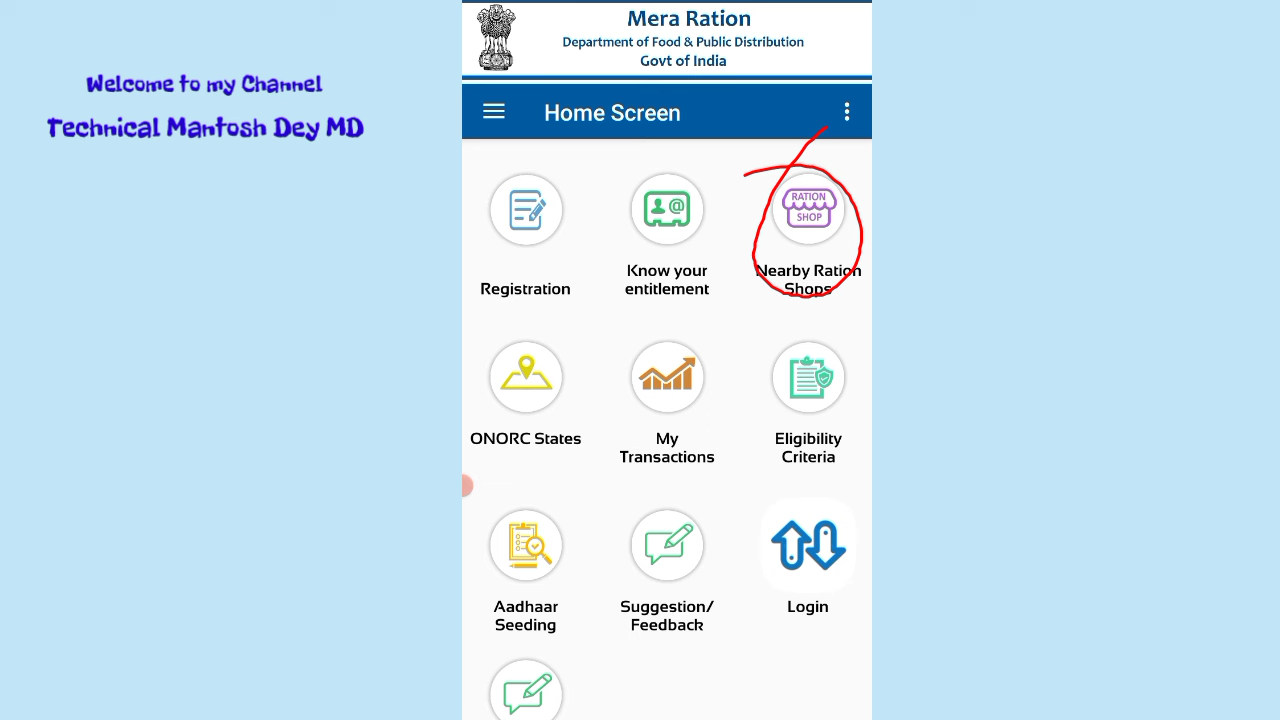 Welcome to my Channel
Technical Mantosh Dey MD
Mera Ration
Department of Food & Public Distribution
Govt of India
Home Screen
RATION
SHOP
Registration
Know your
entitlement
Nearby Ration
Shops
ONORC States
My
Transactions
Eligibility
Criteria
Aadhaar
Seeding
Suggestion/
Feedback
Login